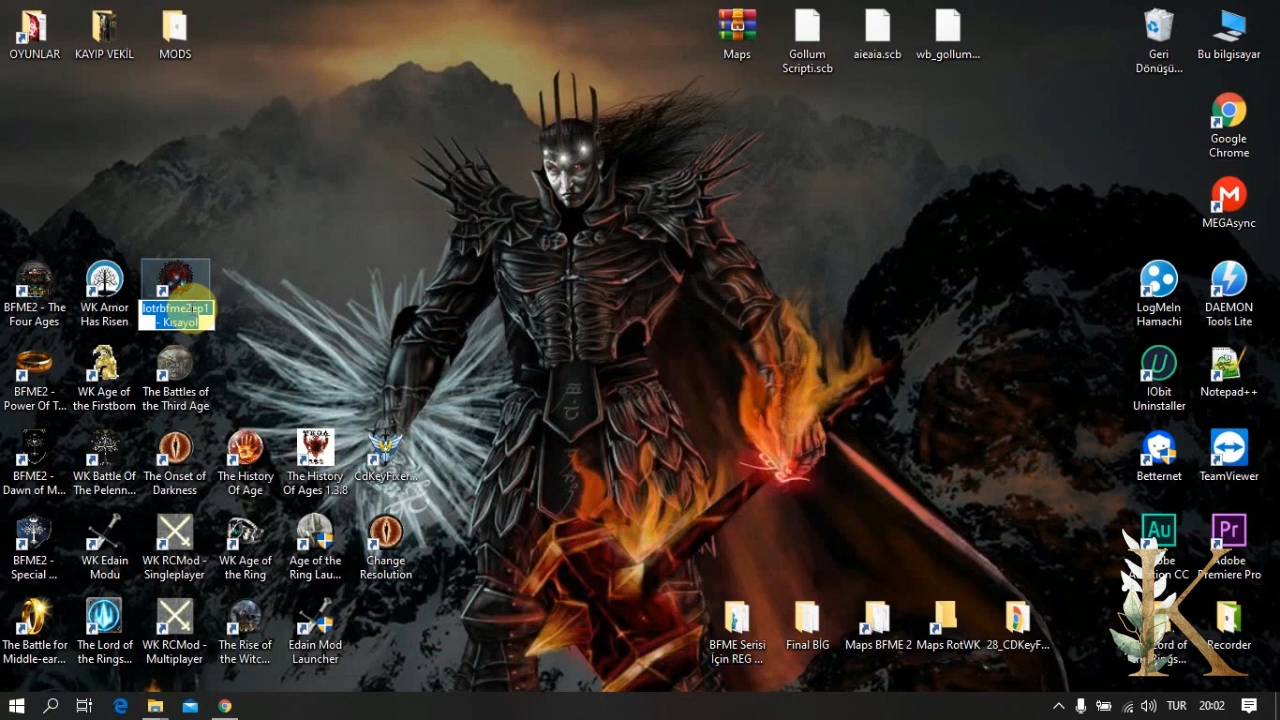 OYUNLAR
KAYIP VEKİL
MODS
Maps
Gollum
Scripti.scb
aieaia.scb
wb_gollum...
Geri
Dönüşü...
Bu bilgisayar
Google
Chrome
MEGAsync
BFME2 - The
Four Ages
WK Arnor
Has Risen
lotrbfme2ep1
- Kısayol
LogMeIn
Hamachi
DAEMON
Tools Lite
BFME2 -
Power Of T...
WK Age of
the Firstborn
The Battles of
the Third Age
IObit
Uninstaller
Notepad++
BFME2 -
Dawn of M...
WK Battle Of
The Pelenn...
The Onset of
Darkness
The History
Of Age
The History
Of Ages 1.3.8
CdKeyFixer...
Betternet
TeamViewer
BFME2 -
Special ...
WK Edain
Modu
WK RCMod -
Singleplayer
WK Age of
the Ring
Age of the
Ring Lau...
Change
Resolution
Au
Adobe
Audition CC
Pr
Adobe
Premiere Pro
The Battle for
Middle-ear...
The Lord of
the Rings...
WK RCMod -
Multiplayer
The Rise of
the Witc...
Edain Mod
Launcher
BFME Serisi
İçin REG ...
Final BİG
Maps BFME 2
Maps RotWK
28_CDKeyF...
Recorder
K
TUR
20:02